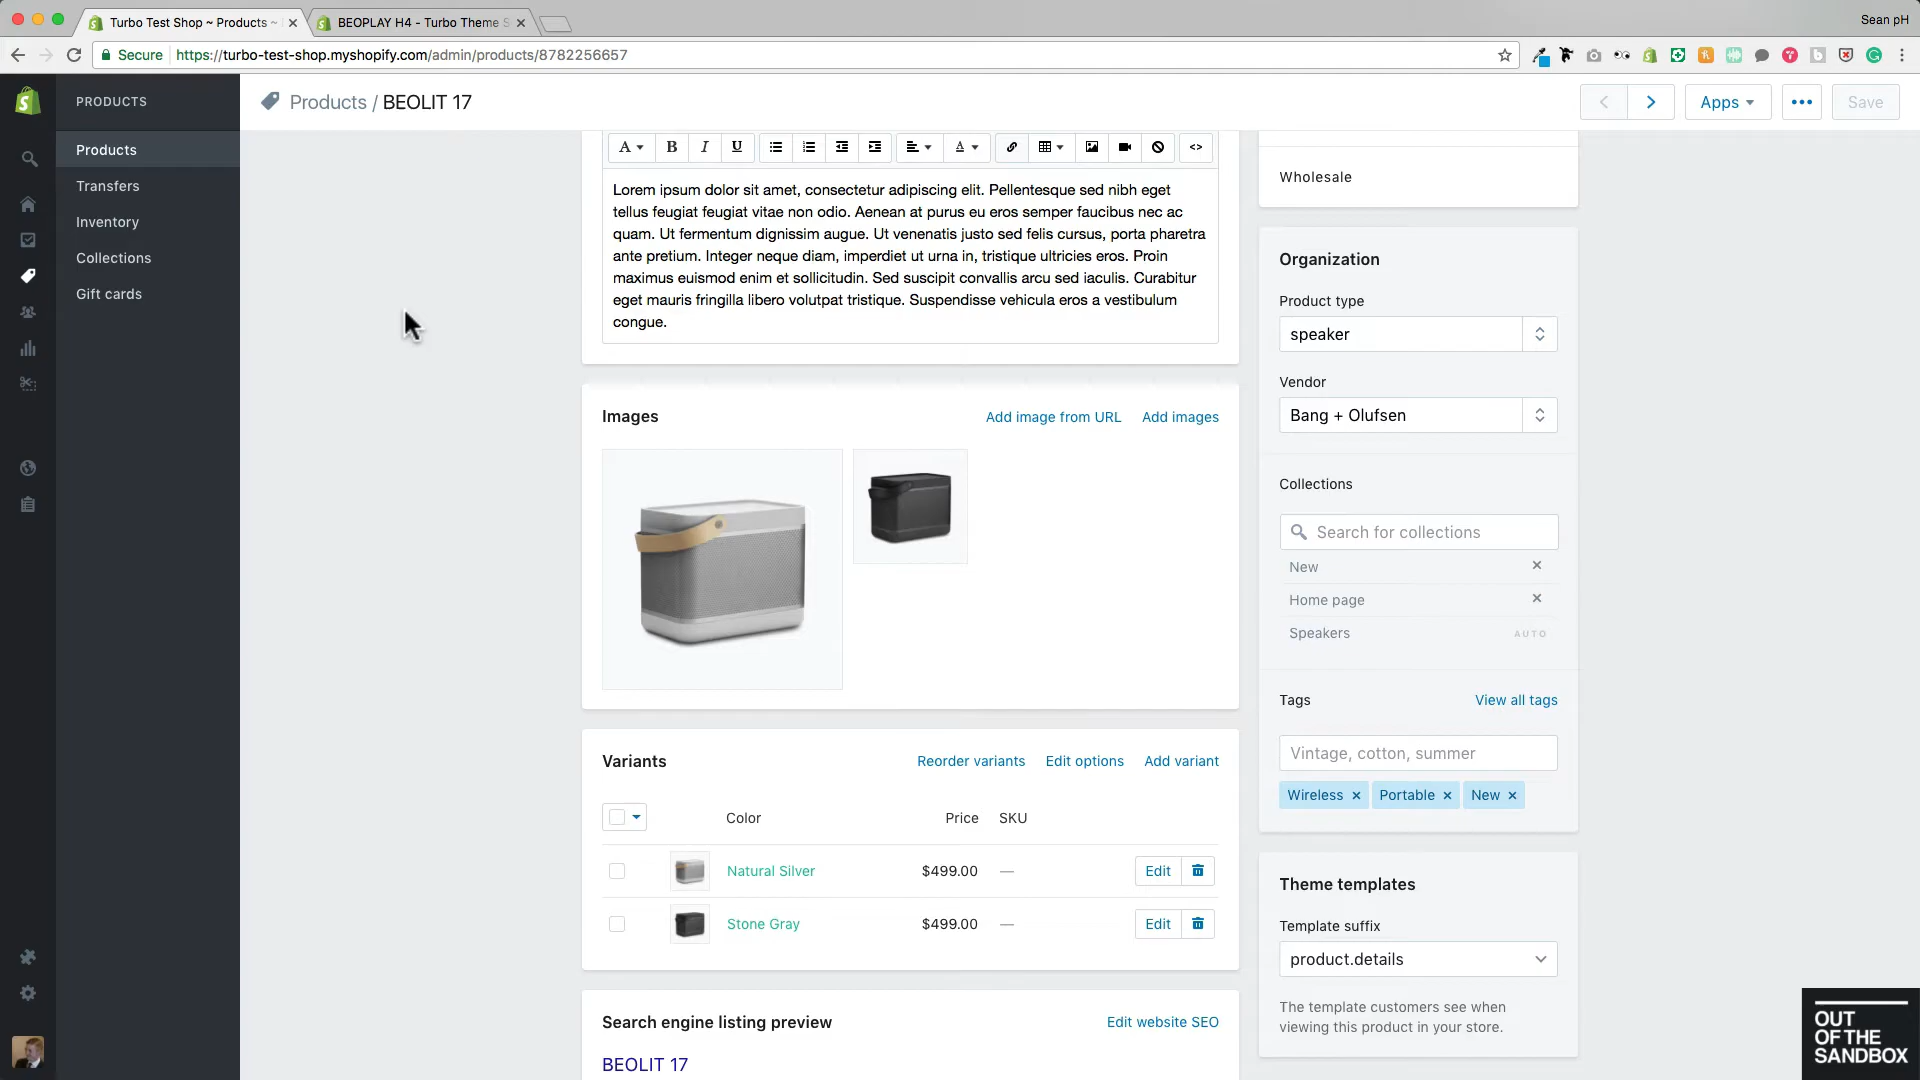 Sean pH
Turbo Test Shop ~ Products ~
BEOPLAY H4 - Turbo Theme S
Secure https://turbo-test-shop.myshopify.com/admin/products/8782256657
PRODUCTS
Products
Transfers
Inventory
Collections
Gift cards
Products / BEOLIT 17
Apps
Save
Lorem ipsum dolor sit amet, consectetur adipiscing elit. Pellentesque sed nibh eget
tellus feugiat feugiat vitae non odio. Aenean at purus eu eros semper faucibus nec ac
quam. Ut fermentum dignissim augue. Ut venenatis justo sed felis cursus, porta pharetra
ante pretium. Integer neque diam, imperdiet ut urna in, tristique ultricies eros. Proin
maximus euismod enim et sollicitudin. Sed suscipit convallis arcu sed iaculis. Curabitur
eget mauris fringilla libero volutpat tristique. Suspendisse vehicula eros a vestibulum
congue.
Images
Add image from URL
Add images
Variants
Reorder variants
Edit options
Add variant
Color Price SKU
Natural Silver $499.00 — Edit
Stone Gray $499.00 — Edit
Search engine listing preview
Edit website SEO
BEOLIT 17
Wholesale
Organization
Product type
speaker
Vendor
Bang + Olufsen
Collections
Search for collections
New
Home page
Speakers AUTO
Tags
View all tags
Vintage, cotton, summer
Wireless × Portable × New ×
Theme templates
Template suffix
product.details
The template customers see when
viewing this product in your store.
OUT
OF THE
SANDBOX